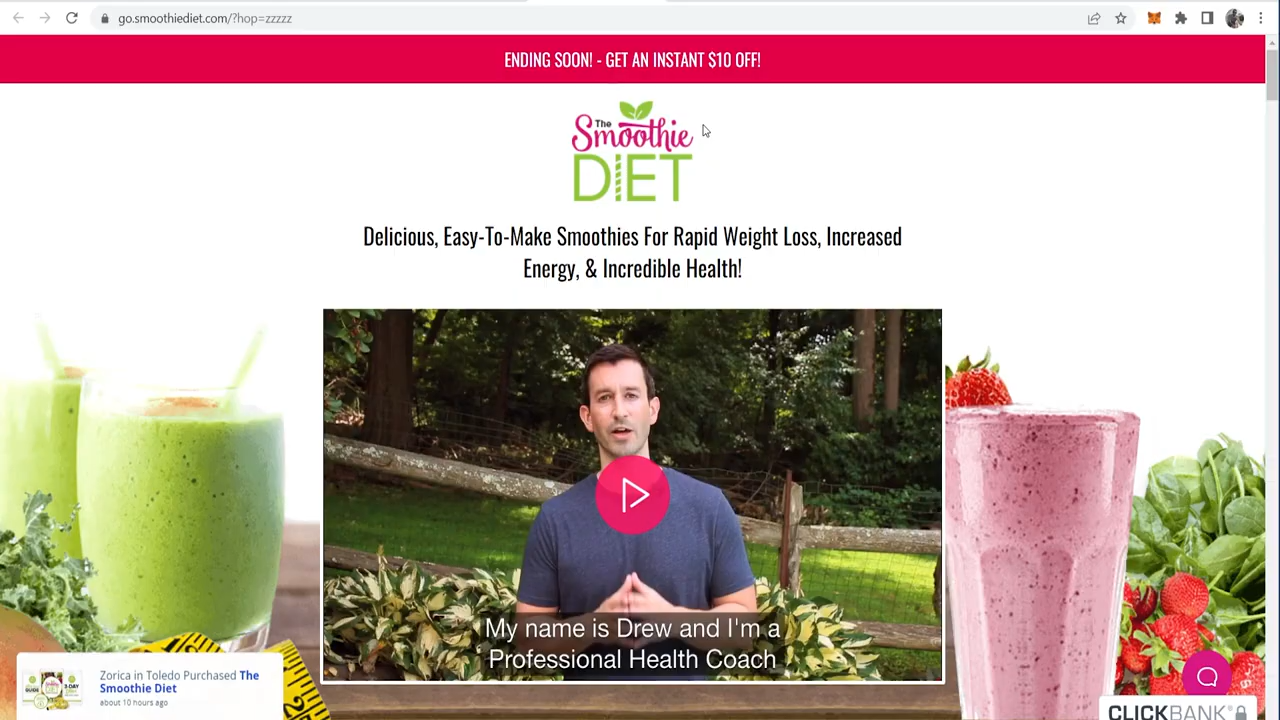 go.smoothiediet.com/?hop=zzzzz
ENDING SOON! - GET AN INSTANT $10 OFF!
The
Smoothie
DIET
Delicious, Easy-To-Make Smoothies For Rapid Weight Loss, Increased
Energy, & Incredible Health!
My name is Drew and I'm a
Professional Health Coach
Zorica in Toledo Purchased The
Smoothie Diet
about 10 hours ago
CLICKBANK®